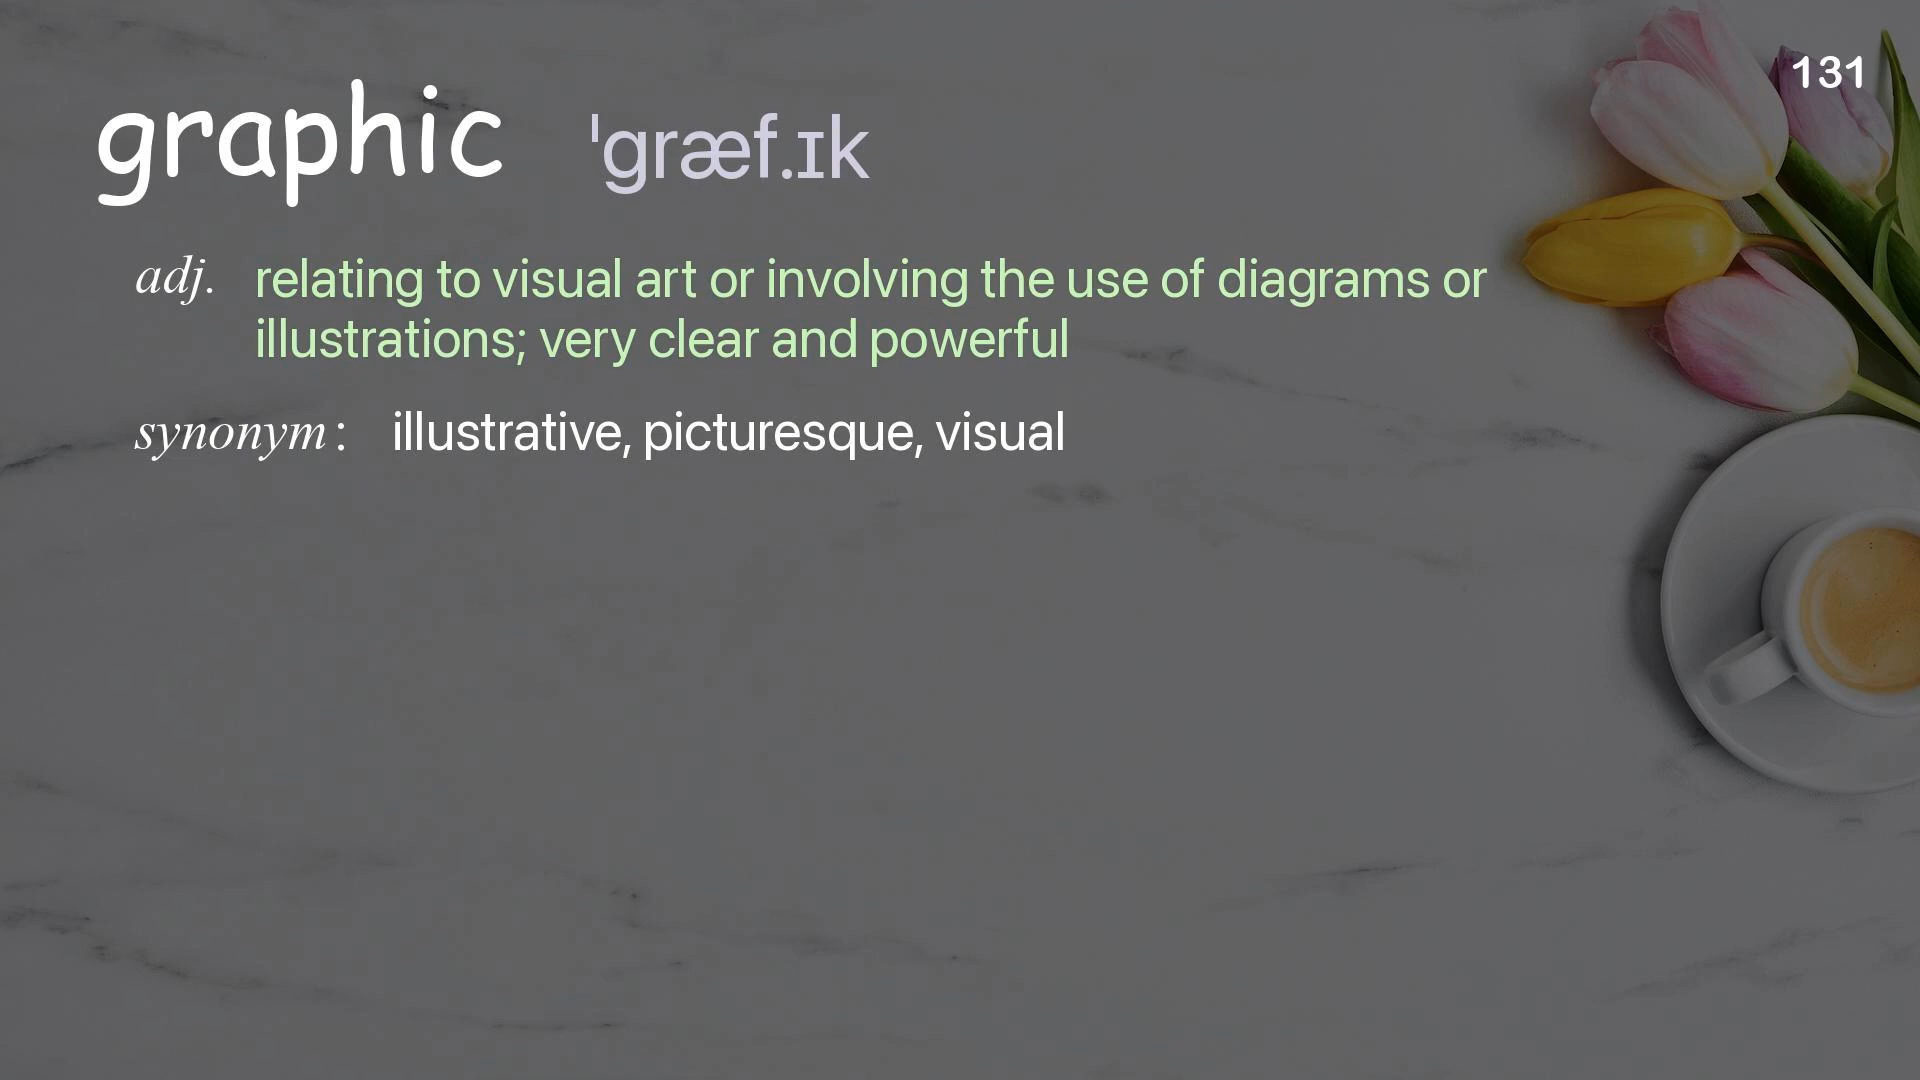 131
graphic ˈɡræf.ɪk
adj. relating to visual art or involving the use of diagrams or
illustrations; very clear and powerful
synonym : illustrative, picturesque, visual